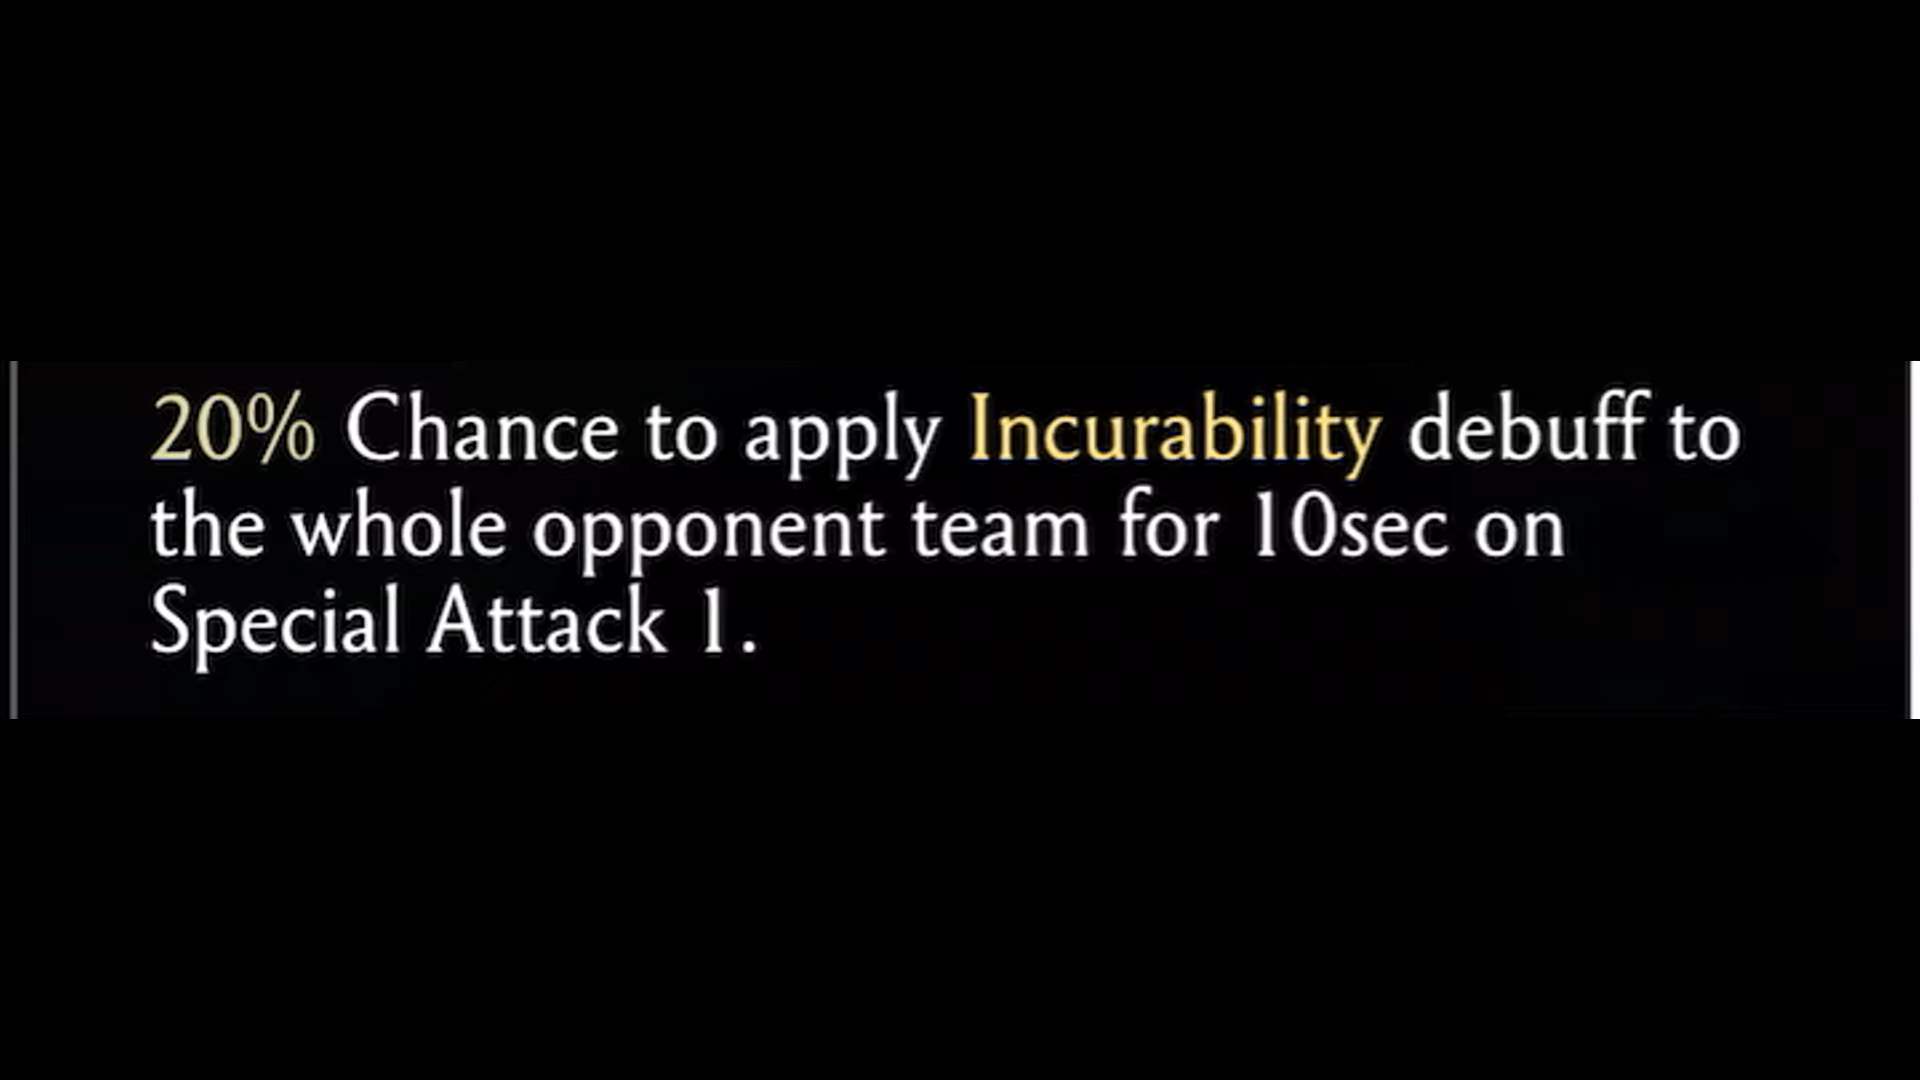 20% Chance to apply Incurability debuff to
the whole opponent team for 10sec on
Special Attack 1.